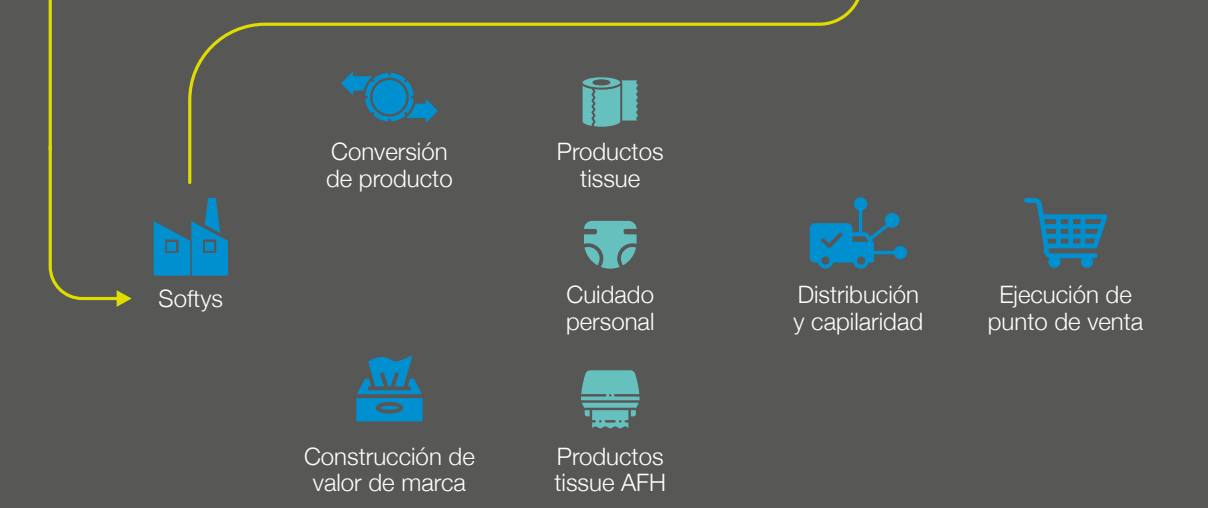 Conversión
de producto
Productos
tissue
Softys
Cuidado
personal
Distribución
y capilaridad
Ejecución de
punto de venta
Construcción de
valor de marca
Productos
tissue AFH